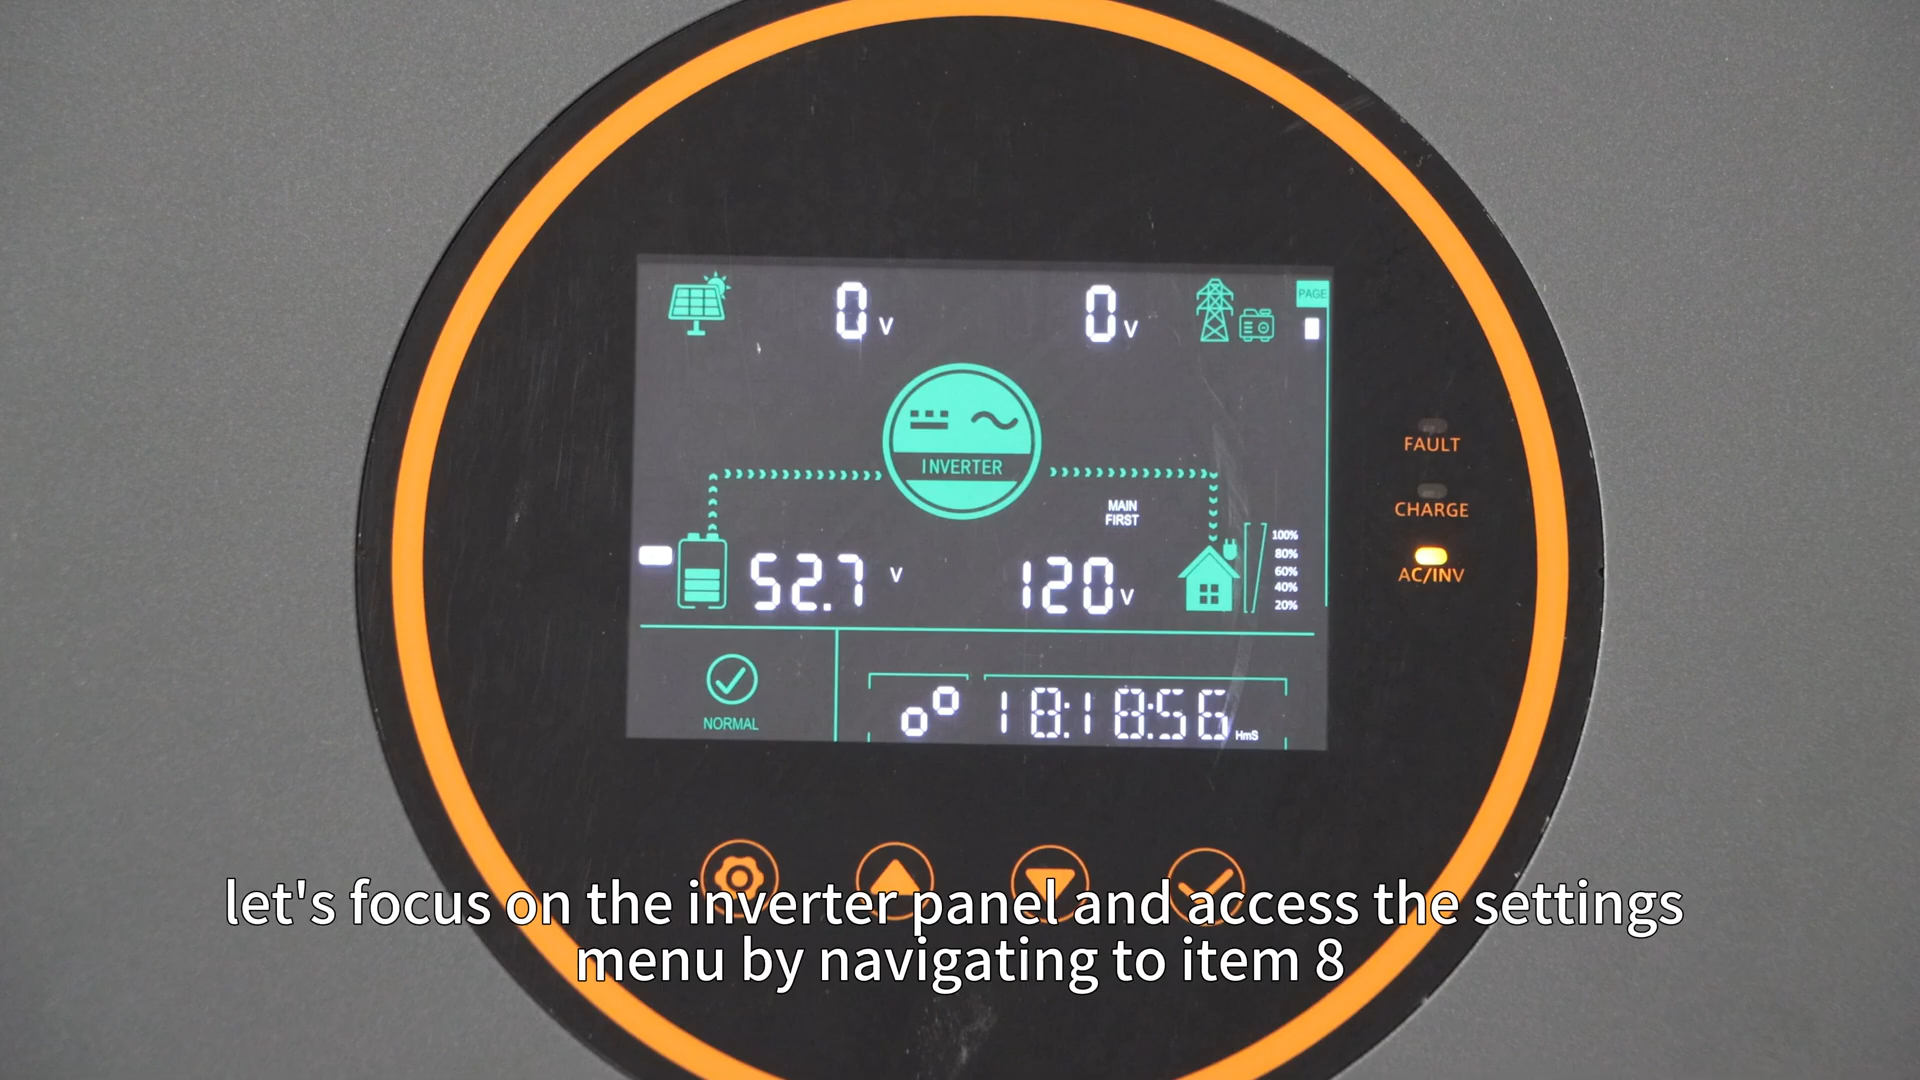 0 V
0 V
PAGE
INVERTER
MAIN
FIRST
52.7 V
120 V
100%
80%
60%
40%
20%
NORMAL
18:18:56 HmS
FAULT
CHARGE
AC/INV
let's focus on the inverter panel and access the settings
menu by navigating to item 8